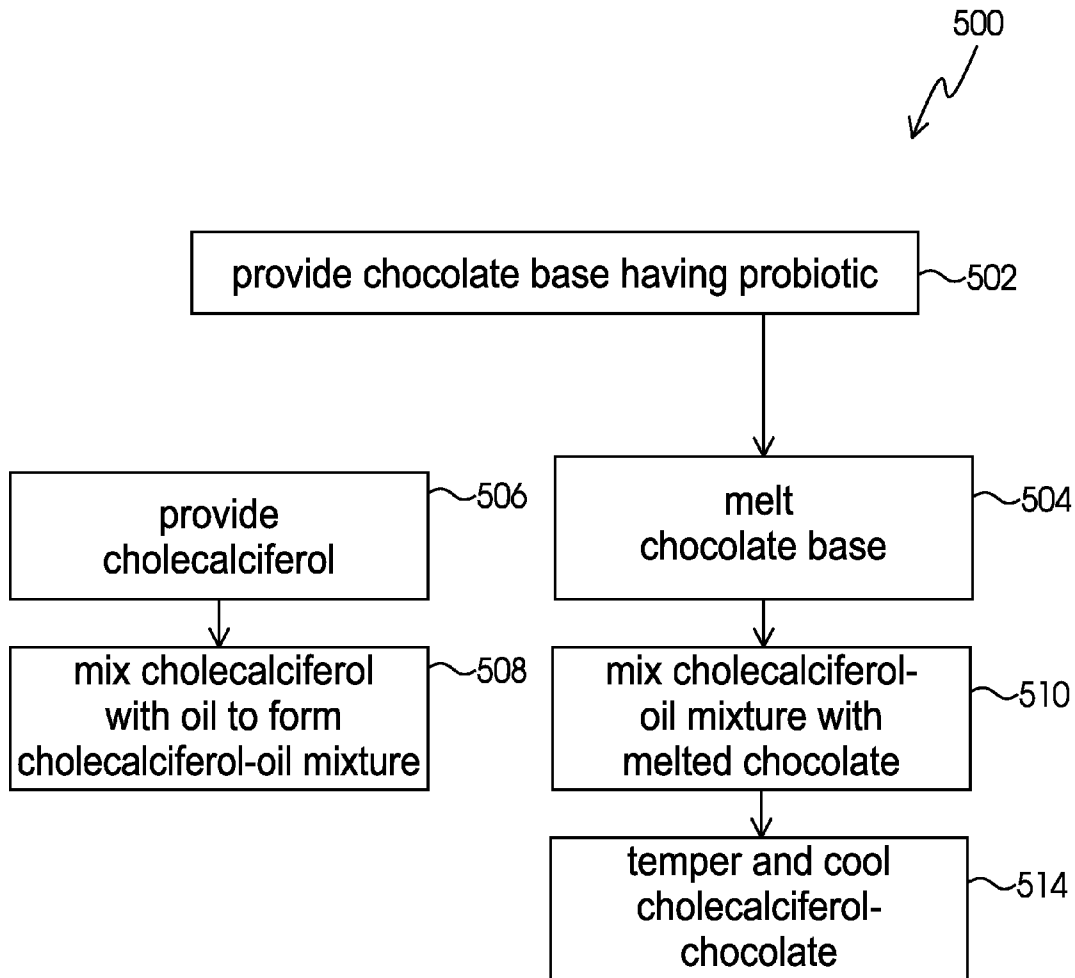 500
provide chocolate base having probiotic
502
provide
cholecalciferol
506
melt
chocolate base
504
mix cholecalciferol
with oil to form
cholecalciferol-oil mixture
508
mix cholecalciferol-
oil mixture with
melted chocolate
510
temper and cool
cholecalciferol-
chocolate
514